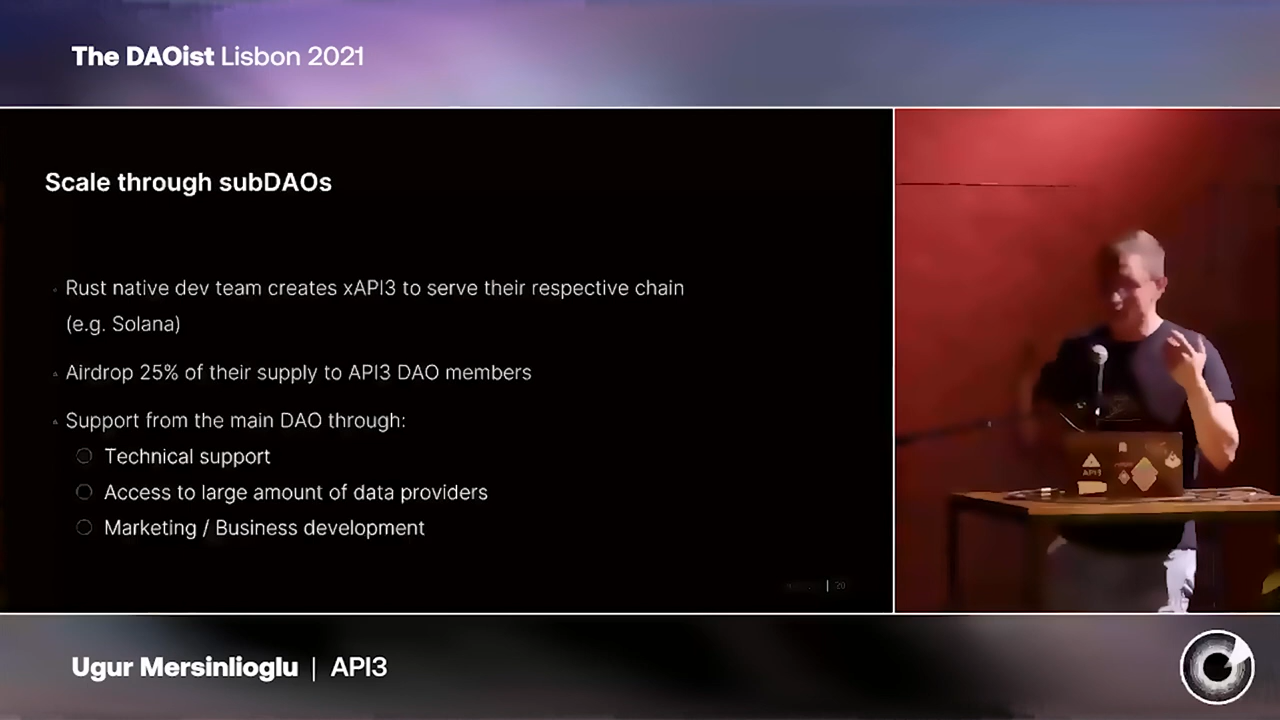 The DAOist Lisbon 2021
Scale through subDAOs
Rust native dev team creates xAPI3 to serve their respective chain
(e.g. Solana)
Airdrop 25% of their supply to API3 DAO members
Support from the main DAO through:
Technical support
Access to large amount of data providers
Marketing / Business development
| 20
API3
Ugur Mersinlioglu | API3